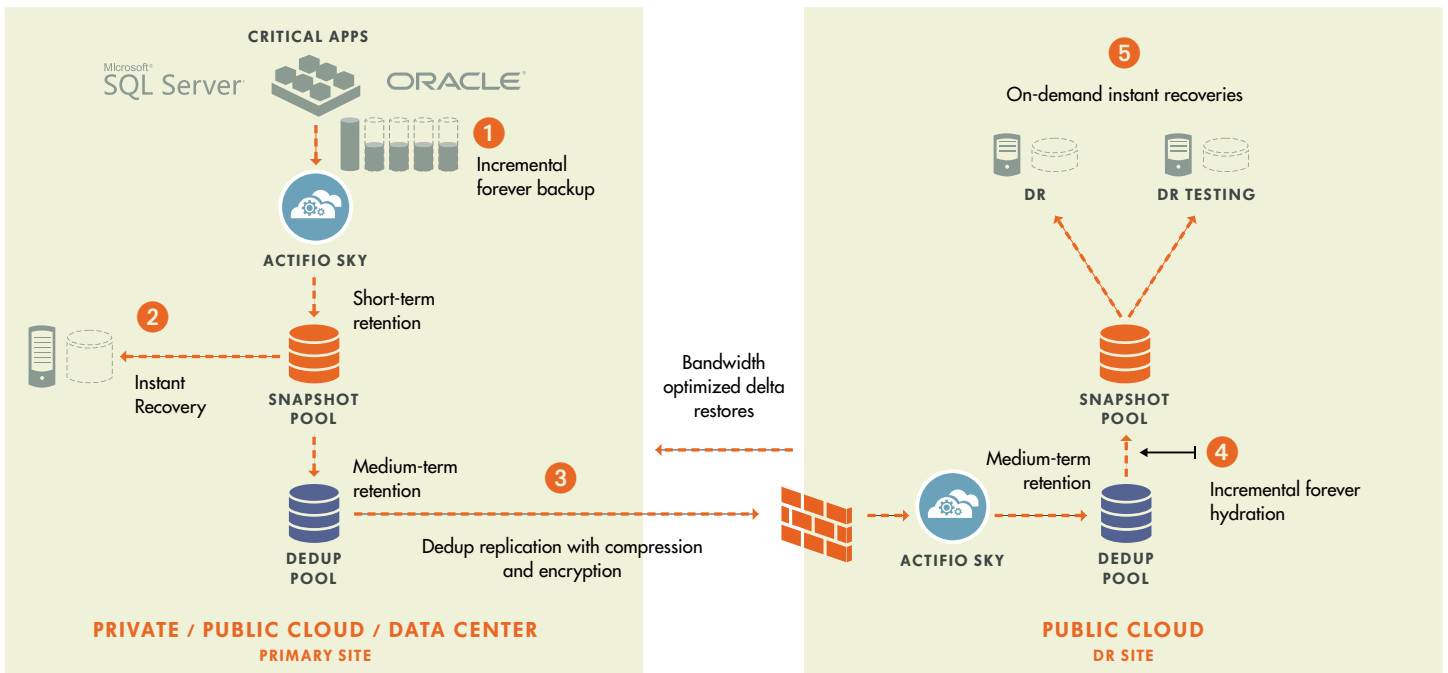 CRITICAL APPS
Microsoft®
SQL Server
ORACLE®
1
Incremental
forever backup
ACTIFIO SKY
Short-term
retention
2
Instant
Recovery
SNAPSHOT
POOL
Medium-term
retention
3
DEDUP
POOL
Dedup replication with compression
and encryption
PRIVATE / PUBLIC CLOUD / DATA CENTER
PRIMARY SITE
Bandwidth
optimized delta
restores
5
On-demand instant recoveries
DR
DR TESTING
SNAPSHOT
POOL
4
Incremental forever
hydration
Medium-term
retention
ACTIFIO SKY
DEDUP
POOL
PUBLIC CLOUD
DR SITE